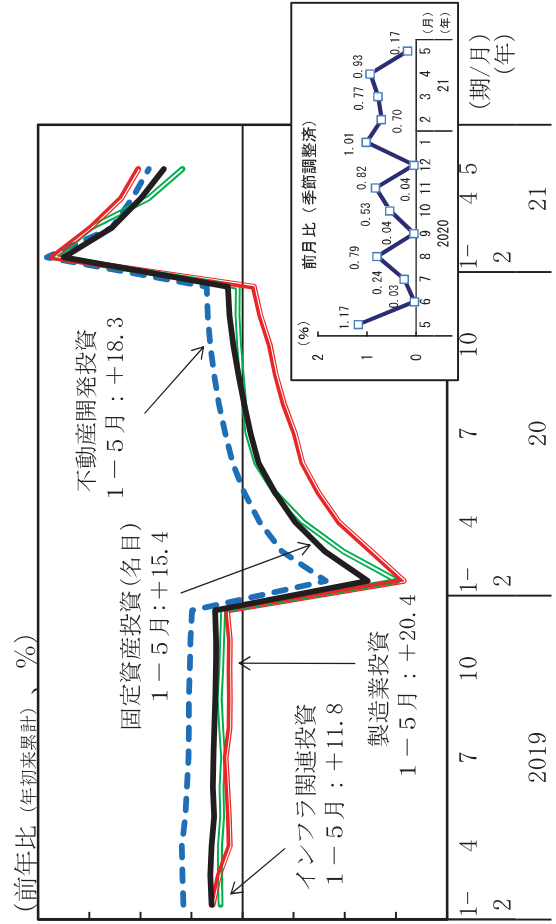 (前年比(年初来累計)、%)
不動産開発投資
1－5月：+18.3
固定資産投資(名目)
1－5月：+15.4
インフラ関連投資
1－5月：+11.8
製造業投資
1－5月：+20.4
前月比(季節調整済)
(%)
2
1
0
1.17
0.03
0.24
0.79
0.04
0.53
0.82
0.04
1.01
0.70
0.77
0.93
0.17
5 6 7 8 9 10 11 12 1 2 3 4 5 (月)
2020 21 (年)
1- 4 7 10 1- 4 7 10 1- 4 5 (期/月)
2 2 2 (年)
2019 20 21